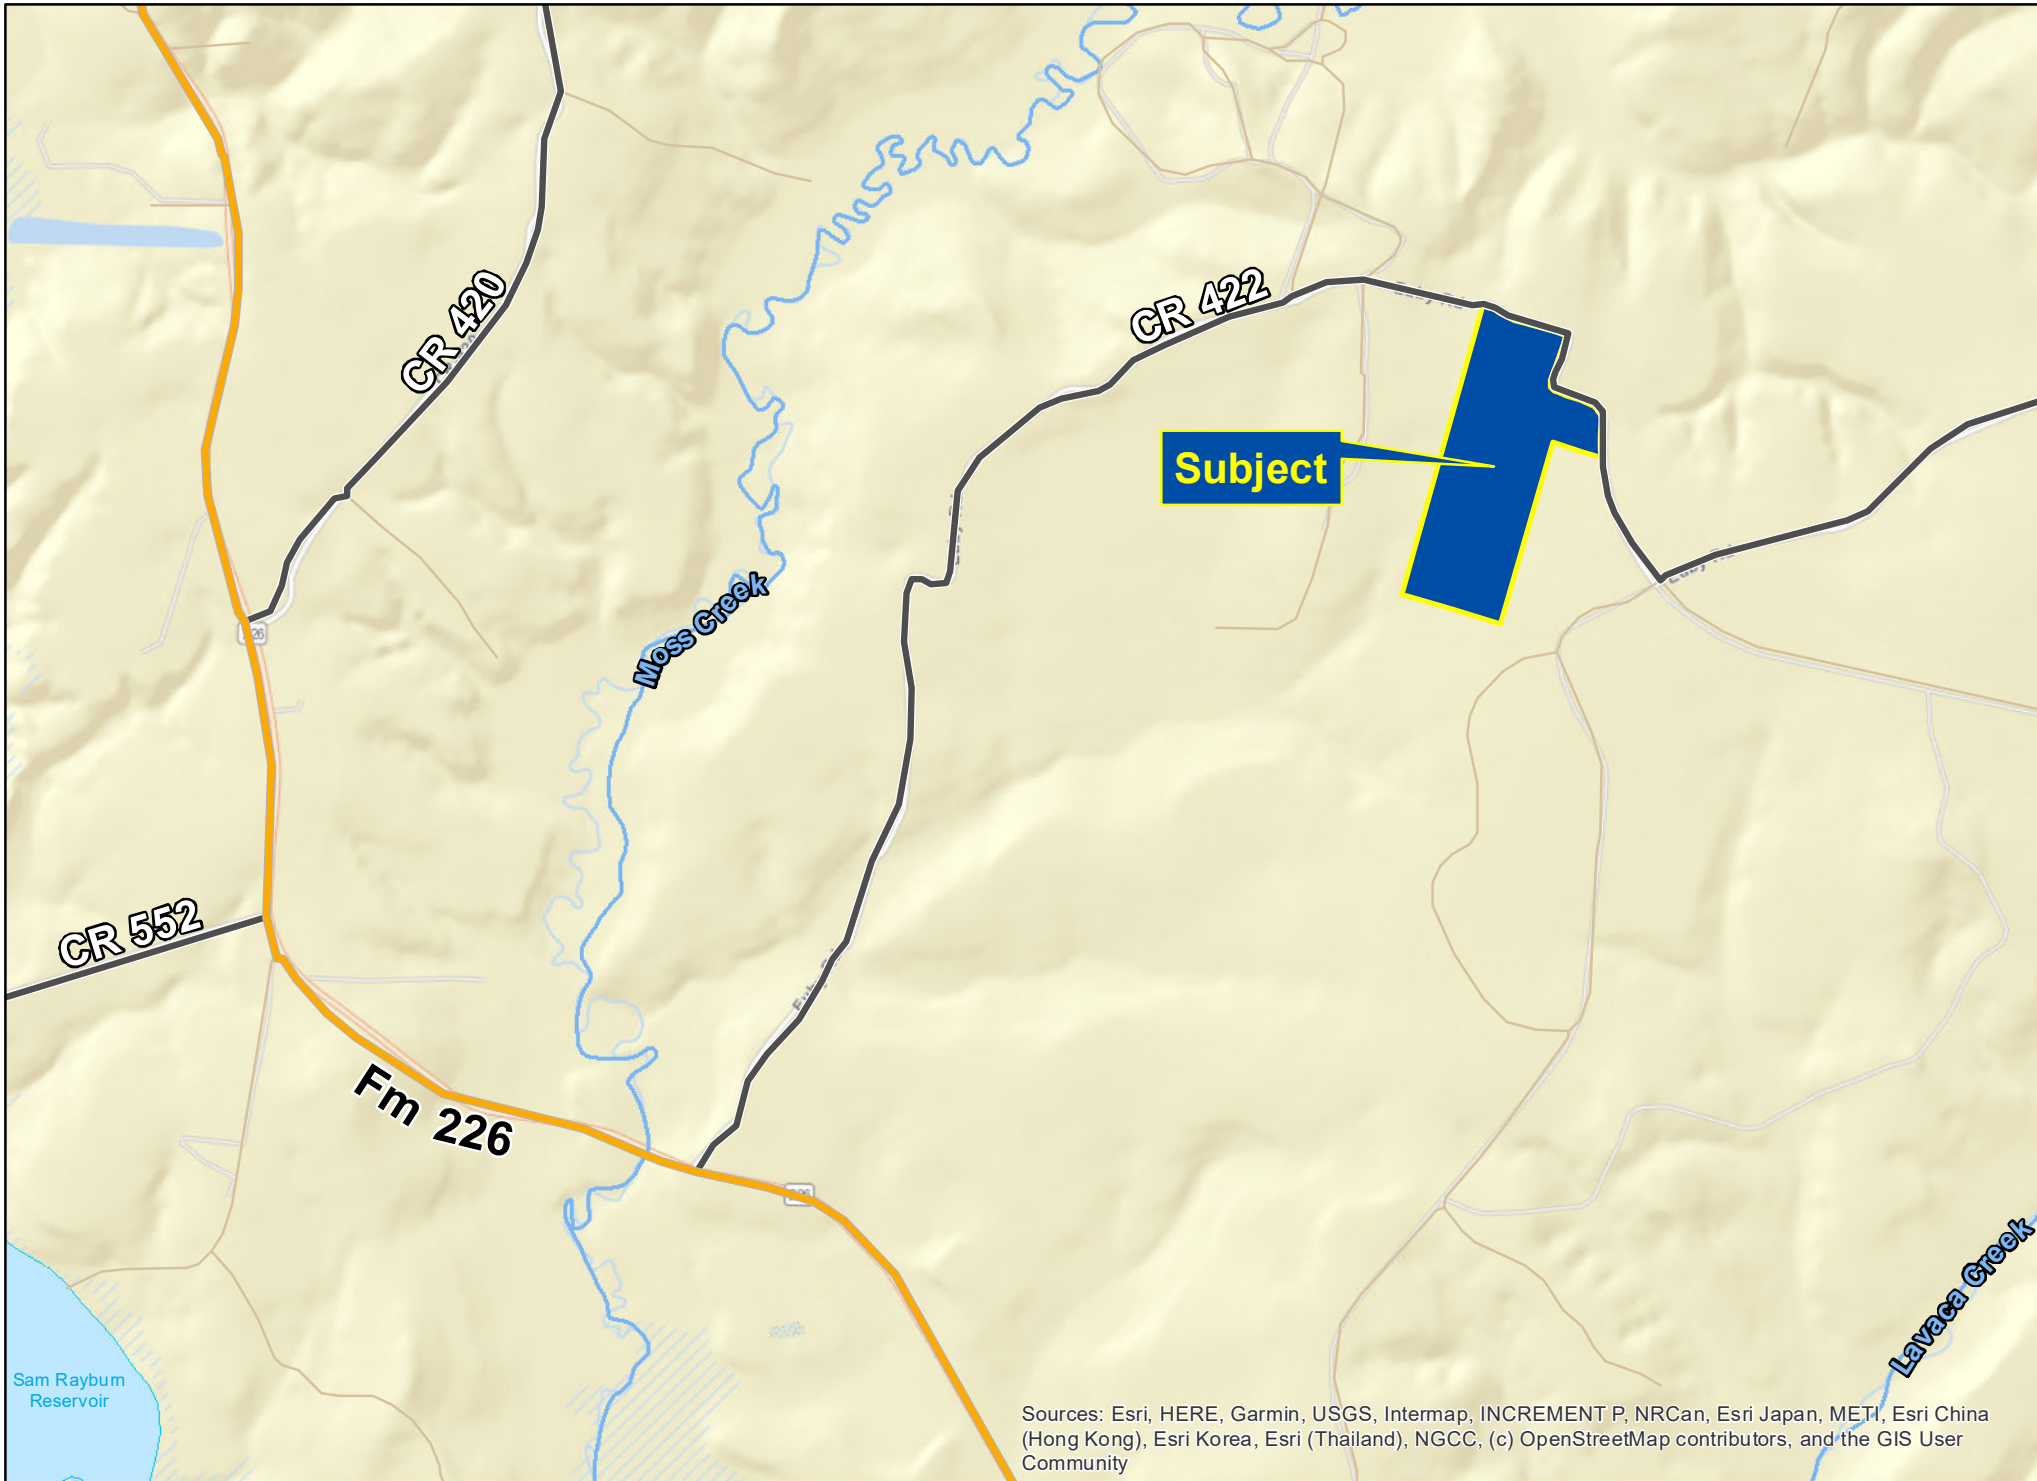 CR 420
CR 422
Subject
Moss Creek
CR 552
Fm 226
Lavaca Creek
Sam Rayburn
Reservoir
Sources: Esri, HERE, Garmin, USGS, Intermap, INCREMENT P, NRCan, Esri Japan, METI, Esri China
(Hong Kong), Esri Korea, Esri (Thailand), NGCC, (c) OpenStreetMap contributors, and the GIS User
Community